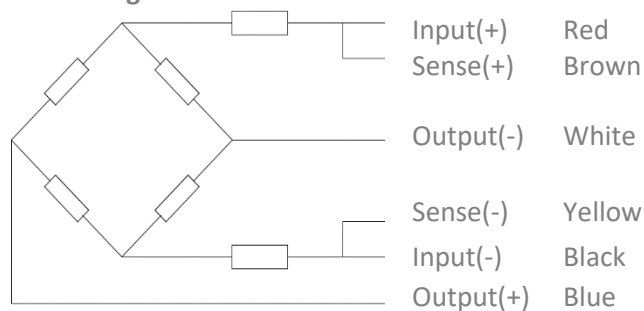 Input(+) Red
Sense(+) Brown
Output(-) White
Sense(-) Yellow
Input(-) Black
Output(+) Blue